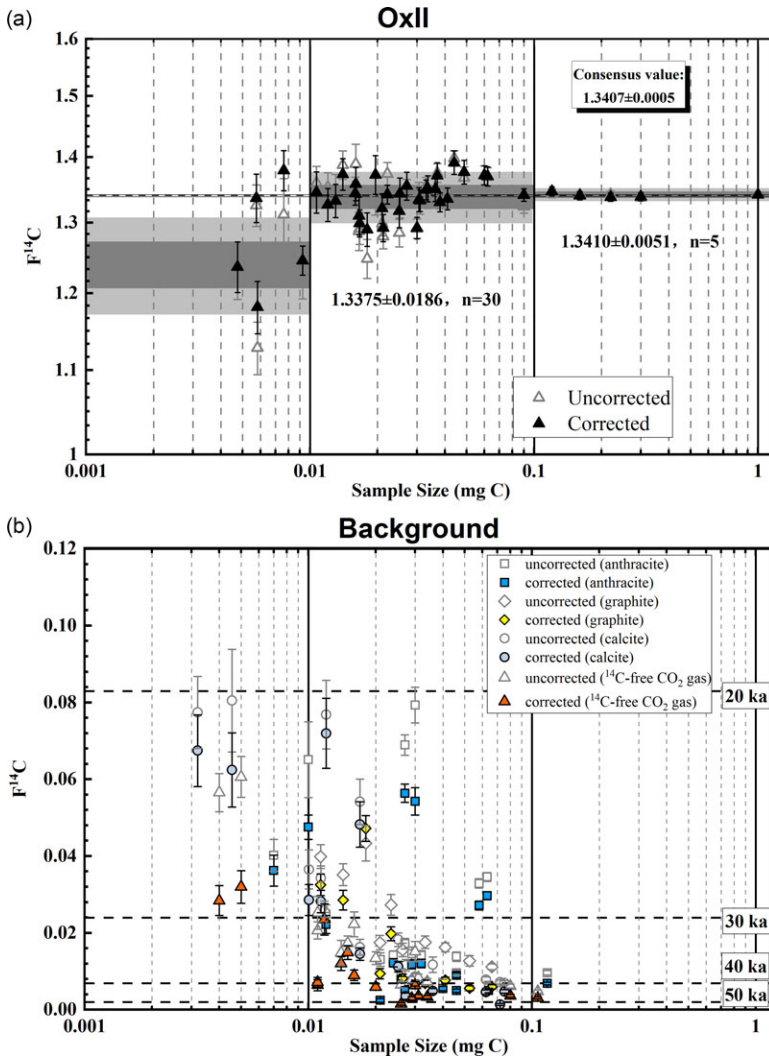 (a)
OxII
1.6
1.5
1.4
1.3
1.2
1.1
1
F¹⁴C
Consensus value:
1.3407±0.0005
1.3410±0.0051, n=5
1.3375±0.0186, n=30
Uncorrected
Corrected
0.001
0.01
0.1
1
Sample Size (mg C)
(b)
Background
0.12
0.10
0.08
0.06
0.04
0.02
0.00
F¹⁴C
uncorrected (anthracite)
corrected (anthracite)
uncorrected (graphite)
corrected (graphite)
uncorrected (calcite)
corrected (calcite)
uncorrected (¹⁴C-free CO₂ gas)
corrected (¹⁴C-free CO₂ gas)
20 ka
30 ka
40 ka
50 ka
0.001
0.01
0.1
1
Sample Size (mg C)